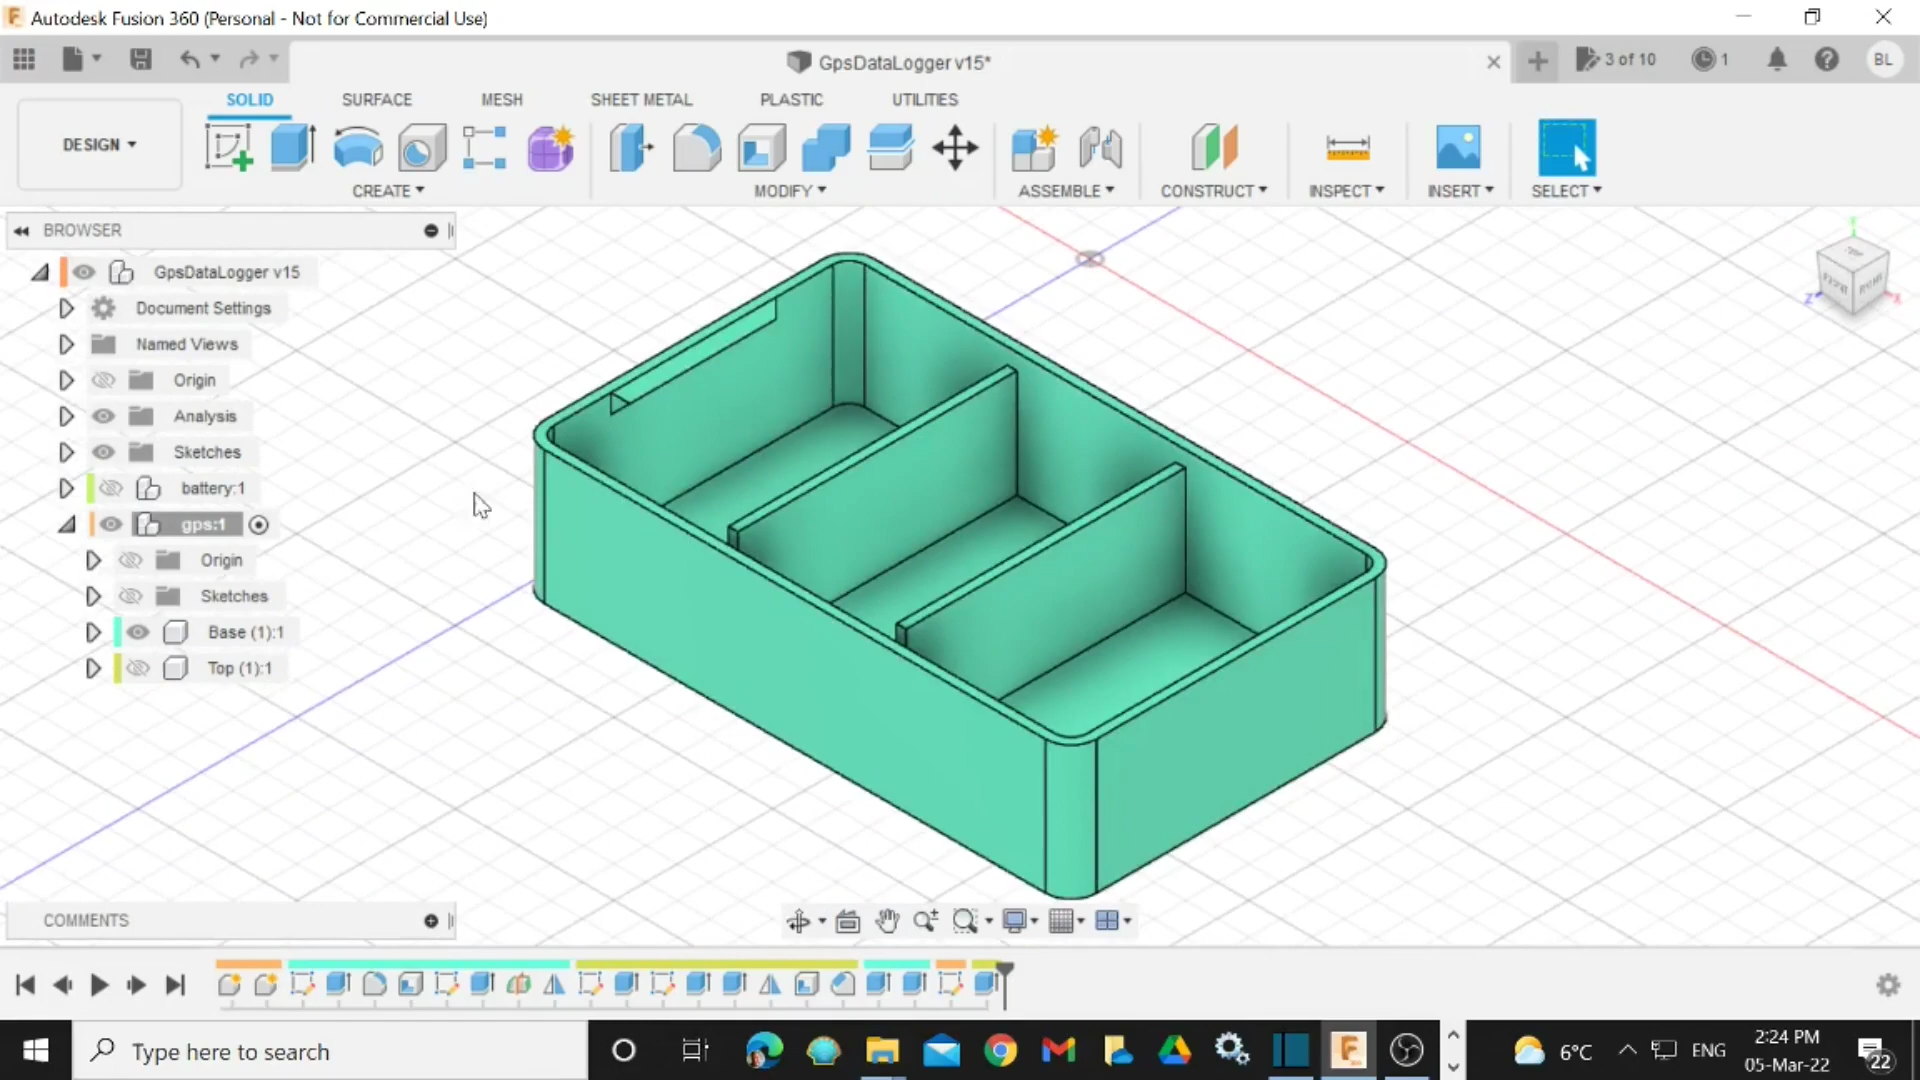 Autodesk Fusion 360 (Personal - Not for Commercial Use)
GpsDataLogger v15*
3 of 10
1
BL
SOLID
SURFACE
MESH
SHEET METAL
PLASTIC
UTILITIES
DESIGN
CREATE
MODIFY
ASSEMBLE
CONSTRUCT
INSPECT
INSERT
SELECT
BROWSER
GpsDataLogger v15
Document Settings
Named Views
Origin
Analysis
Sketches
battery:1
gps:1
Origin
Sketches
Base (1):1
Top (1):1
TOP
FRONT
RIGHT
Z
X
COMMENTS
Type here to search
6°C
ENG
2:24 PM
05-Mar-22
22